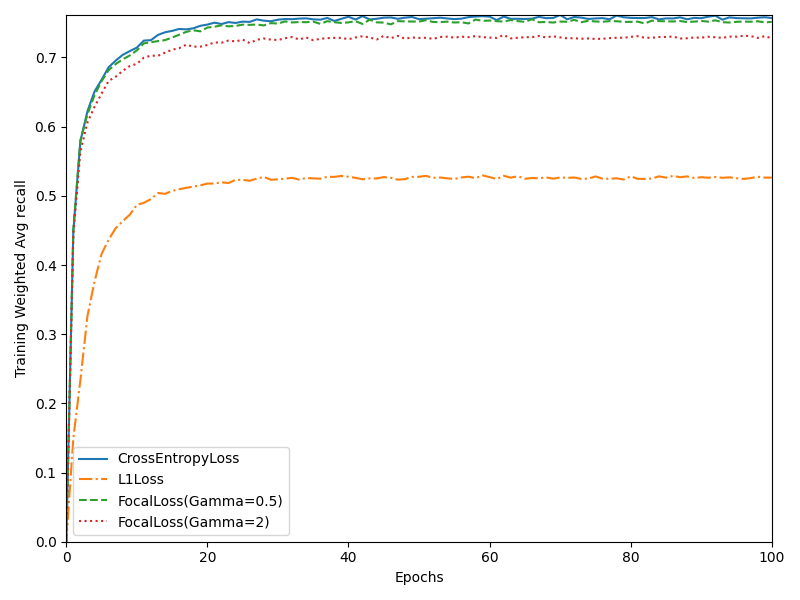 Training Weighted Avg recall
0.7
0.6
0.5
0.4
0.3
0.2
0.1
0.0
CrossEntropyLoss
L1Loss
FocalLoss(Gamma=0.5)
FocalLoss(Gamma=2)
0 20 40 60 80 100
Epochs